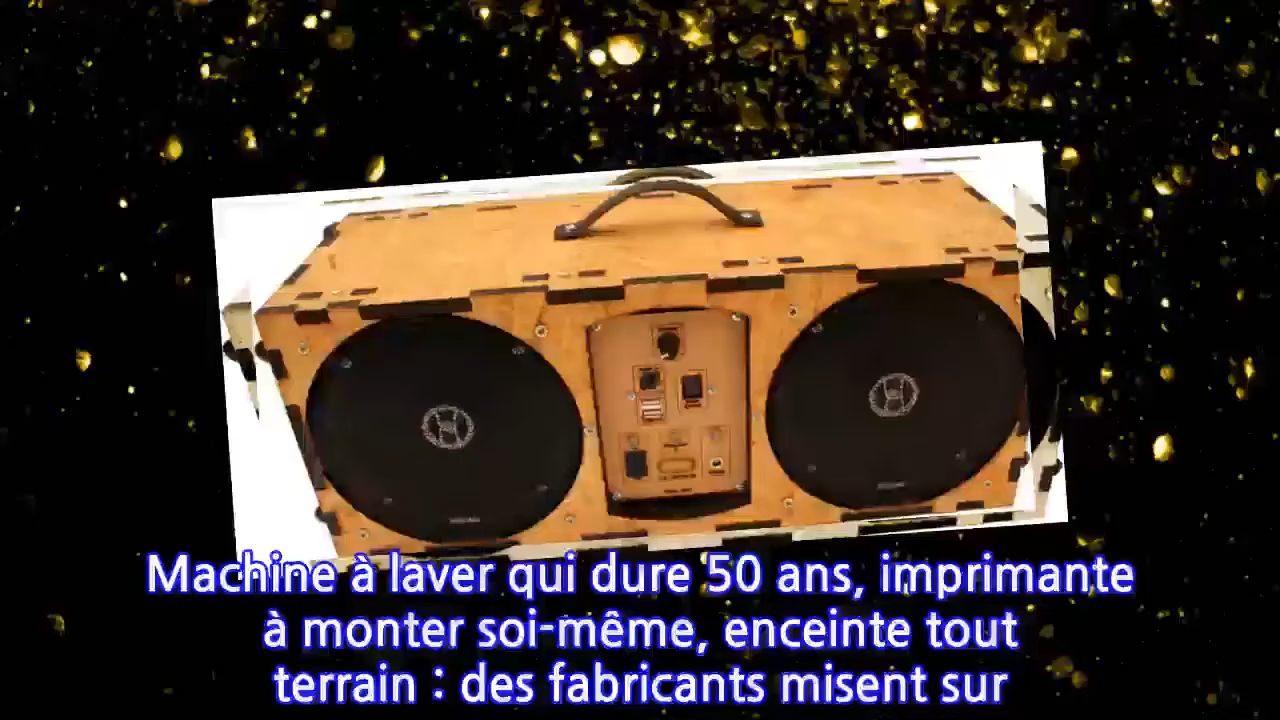 Machine à laver qui dure 50 ans, imprimante
à monter soi-même, enceinte tout
terrain : des fabricants misent sur